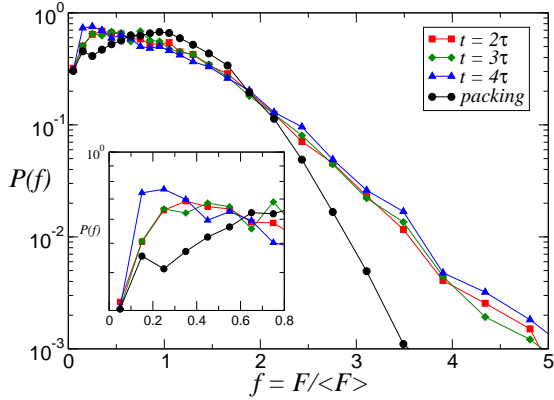 10^0
10^-1
10^-2
10^-3
P(f)
t = 2τ
t = 3τ
t = 4τ
packing
10^0
P(f)
0 0.2 0.4 0.6 0.8
0 1 2 3 4 5
f = F/<F>